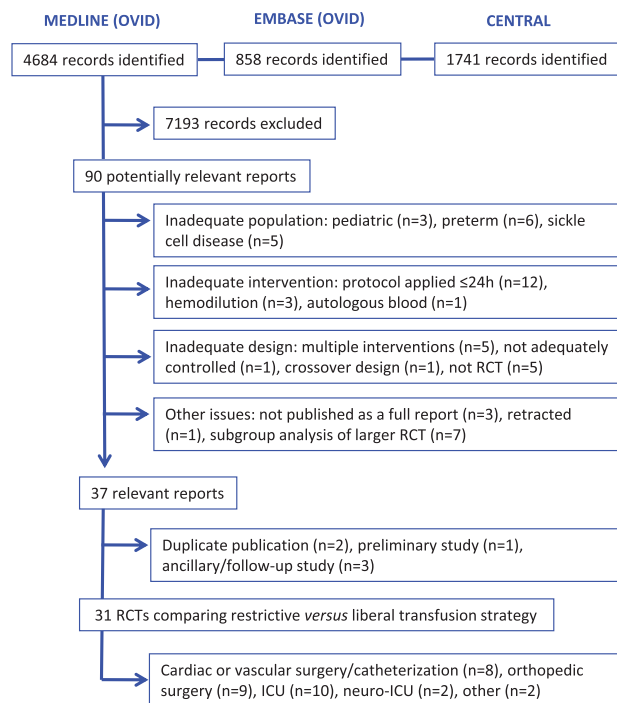 MEDLINE (OVID)
EMBASE (OVID)
CENTRAL
4684 records identified
858 records identified
1741 records identified
7193 records excluded
90 potentially relevant reports
Inadequate population: pediatric (n=3), preterm (n=6), sickle
cell disease (n=5)
Inadequate intervention: protocol applied ≤24h (n=12),
hemodilution (n=3), autologous blood (n=1)
Inadequate design: multiple interventions (n=5), not adequately
controlled (n=1), crossover design (n=1), not RCT (n=5)
Other issues: not published as a full report (n=3), retracted
(n=1), subgroup analysis of larger RCT (n=7)
37 relevant reports
Duplicate publication (n=2), preliminary study (n=1),
ancillary/follow-up study (n=3)
31 RCTs comparing restrictive versus liberal transfusion strategy
Cardiac or vascular surgery/catheterization (n=8), orthopedic
surgery (n=9), ICU (n=10), neuro-ICU (n=2), other (n=2)